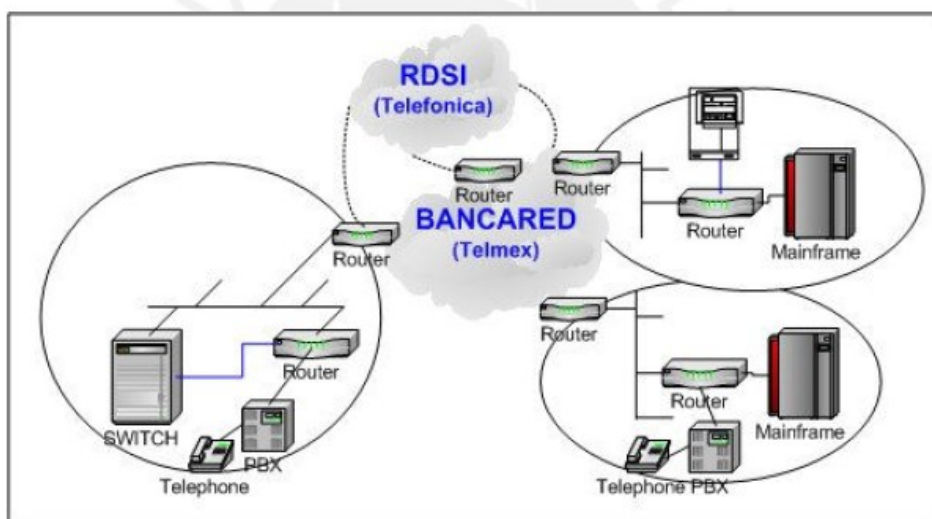 RDSI
(Telefonica)
Router
Router
BANCARED
(Telmex)
Router
Router
Mainframe
Router
Router
SWITCH
PBX
Telephone
Router
Mainframe
Telephone PBX